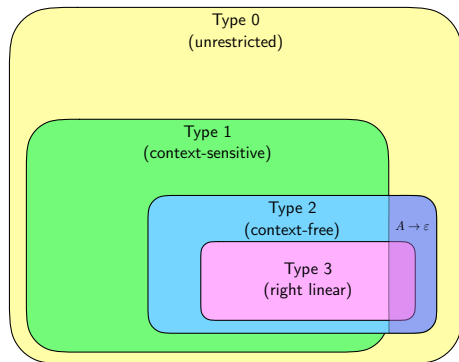 Type 0
(unrestricted)
Type 1
(context-sensitive)
Type 2
(context-free)
A → ε
Type 3
(right linear)